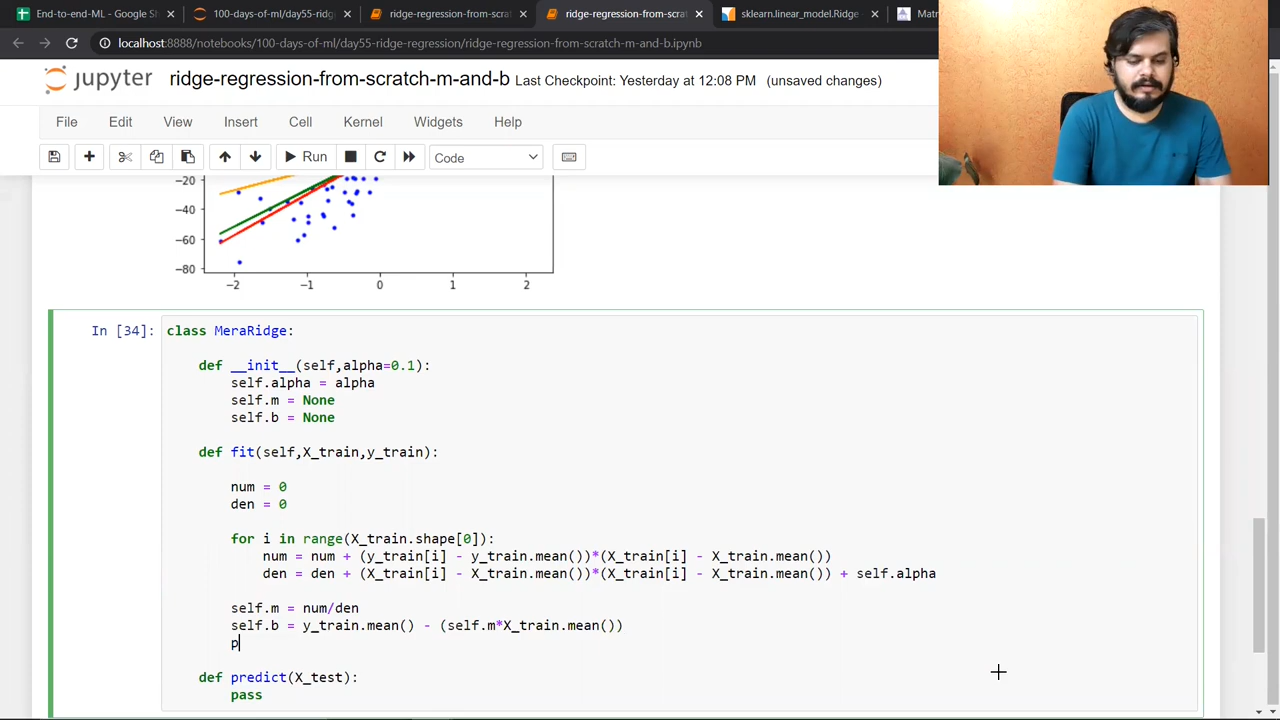 End-to-end-ML - Google Sh
100-days-of-ml/day55-ridg
ridge-regression-from-scra
ridge-regression-from-scra
sklearn.linear_model.Ridge
Matr
localhost:8888/notebooks/100-days-of-ml/day55-ridge-regression/ridge-regression-from-scratch-m-and-b.ipynb
jupyter ridge-regression-from-scratch-m-and-b Last Checkpoint: Yesterday at 12:08 PM (unsaved changes)
File Edit View Insert Cell Kernel Widgets Help
Run Code
−20
−40
−60
−80
−2 −1 0 1 2
In [34]: class MeraRidge:
def __init__(self,alpha=0.1):
self.alpha = alpha
self.m = None
self.b = None
def fit(self,X_train,y_train):
num = 0
den = 0
for i in range(X_train.shape[0]):
num = num + (y_train[i] - y_train.mean())*(X_train[i] - X_train.mean())
den = den + (X_train[i] - X_train.mean())*(X_train[i] - X_train.mean()) + self.alpha
self.m = num/den
self.b = y_train.mean() - (self.m*X_train.mean())
p
def predict(X_test):
pass